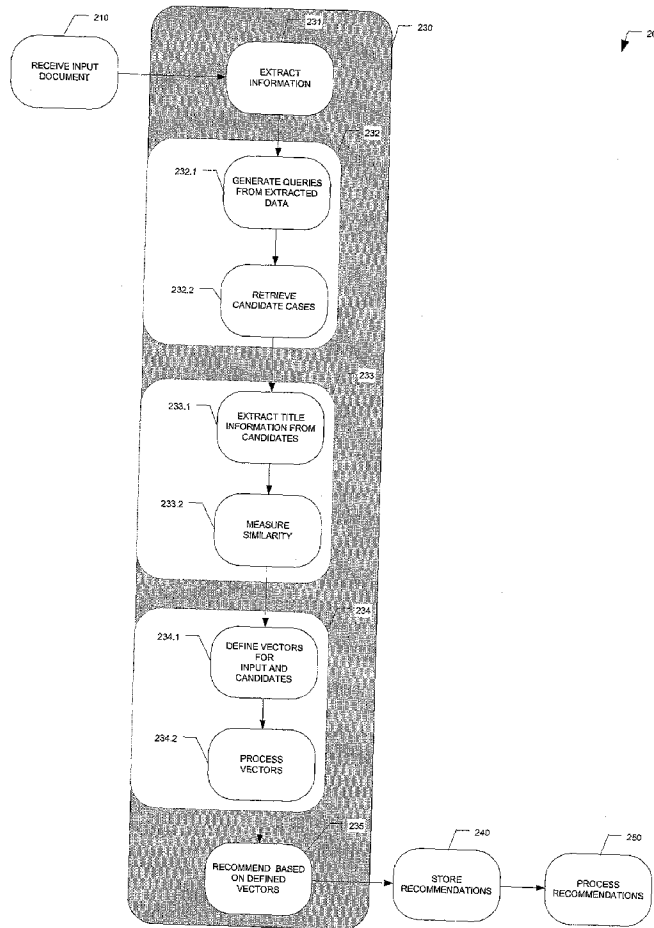 210
RECEIVE INPUT
DOCUMENT
231
230
EXTRACT
INFORMATION
232
232.1
GENERATE QUERIES
FROM EXTRACTED
DATA
232.2
RETRIEVE
CANDIDATE CASES
233
233.1
EXTRACT TITLE
INFORMATION FROM
CANDIDATES
233.2
MEASURE
SIMILARITY
234
234.1
DEFINE VECTORS
FOR
INPUT AND
CANDIDATES
234.2
PROCESS
VECTORS
235
RECOMMEND BASED
ON DEFINED
VECTORS
240
STORE
RECOMMENDATIONS
250
PROCESS
RECOMMENDATIONS